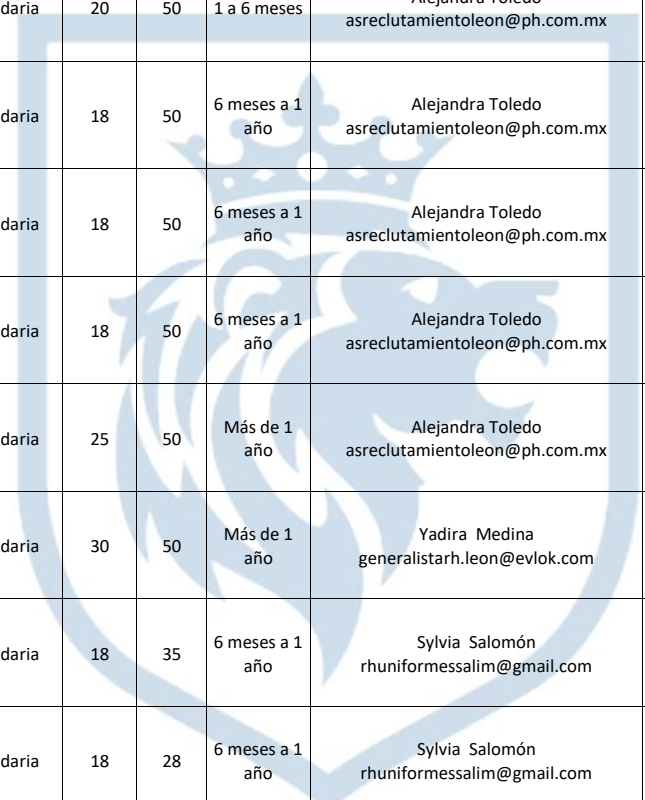 daria 20 50 1 a 6 meses Alejandra Toledo
asreclutamientoleon@ph.com.mx
daria 18 50 6 meses a 1 año Alejandra Toledo
asreclutamientoleon@ph.com.mx
daria 18 50 6 meses a 1 año Alejandra Toledo
asreclutamientoleon@ph.com.mx
daria 18 50 6 meses a 1 año Alejandra Toledo
asreclutamientoleon@ph.com.mx
daria 25 50 Más de 1 año Alejandra Toledo
asreclutamientoleon@ph.com.mx
daria 30 50 Más de 1 año Yadira Medina
generalistarh.leon@evlok.com
daria 18 35 6 meses a 1 año Sylvia Salomón
rhuniformessalim@gmail.com
daria 18 28 6 meses a 1 año Sylvia Salomón
rhuniformessalim@gmail.com